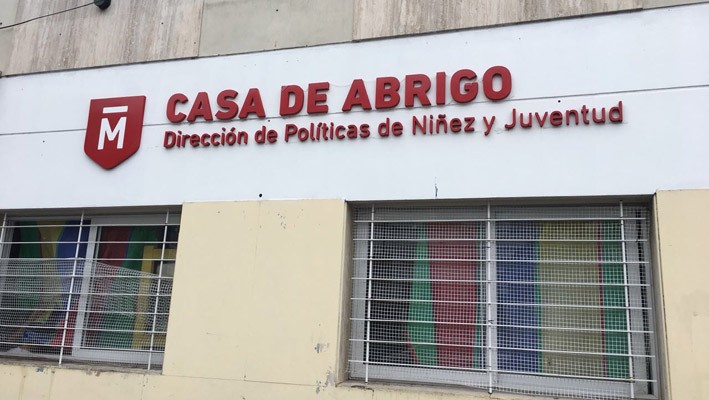 M
CASA DE ABRIGO
Dirección de Políticas de Niñez y Juventud